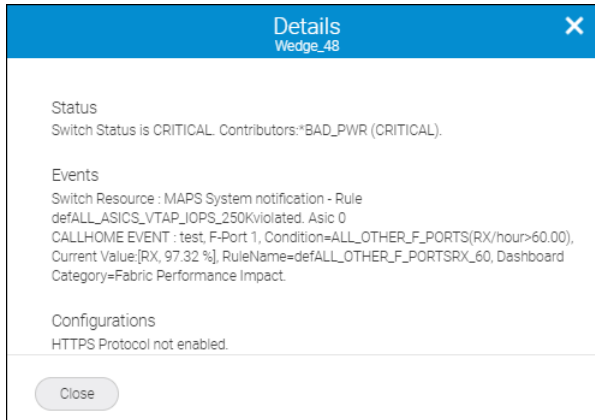 Details
Wedge_48
Status
Switch Status is CRITICAL. Contributors:*BAD_PWR (CRITICAL).
Events
Switch Resource : MAPS System notification - Rule
defALL_ASICS_VTAP_IOPS_250Kviolated. Asic 0
CALLHOME EVENT : test, F-Port 1, Condition=ALL_OTHER_F_PORTS(RX/hour>60.00),
Current Value:[RX, 97.32 %], RuleName=defALL_OTHER_F_PORTSRX_60, Dashboard
Category=Fabric Performance Impact.
Configurations
HTTPS Protocol not enabled.
Close